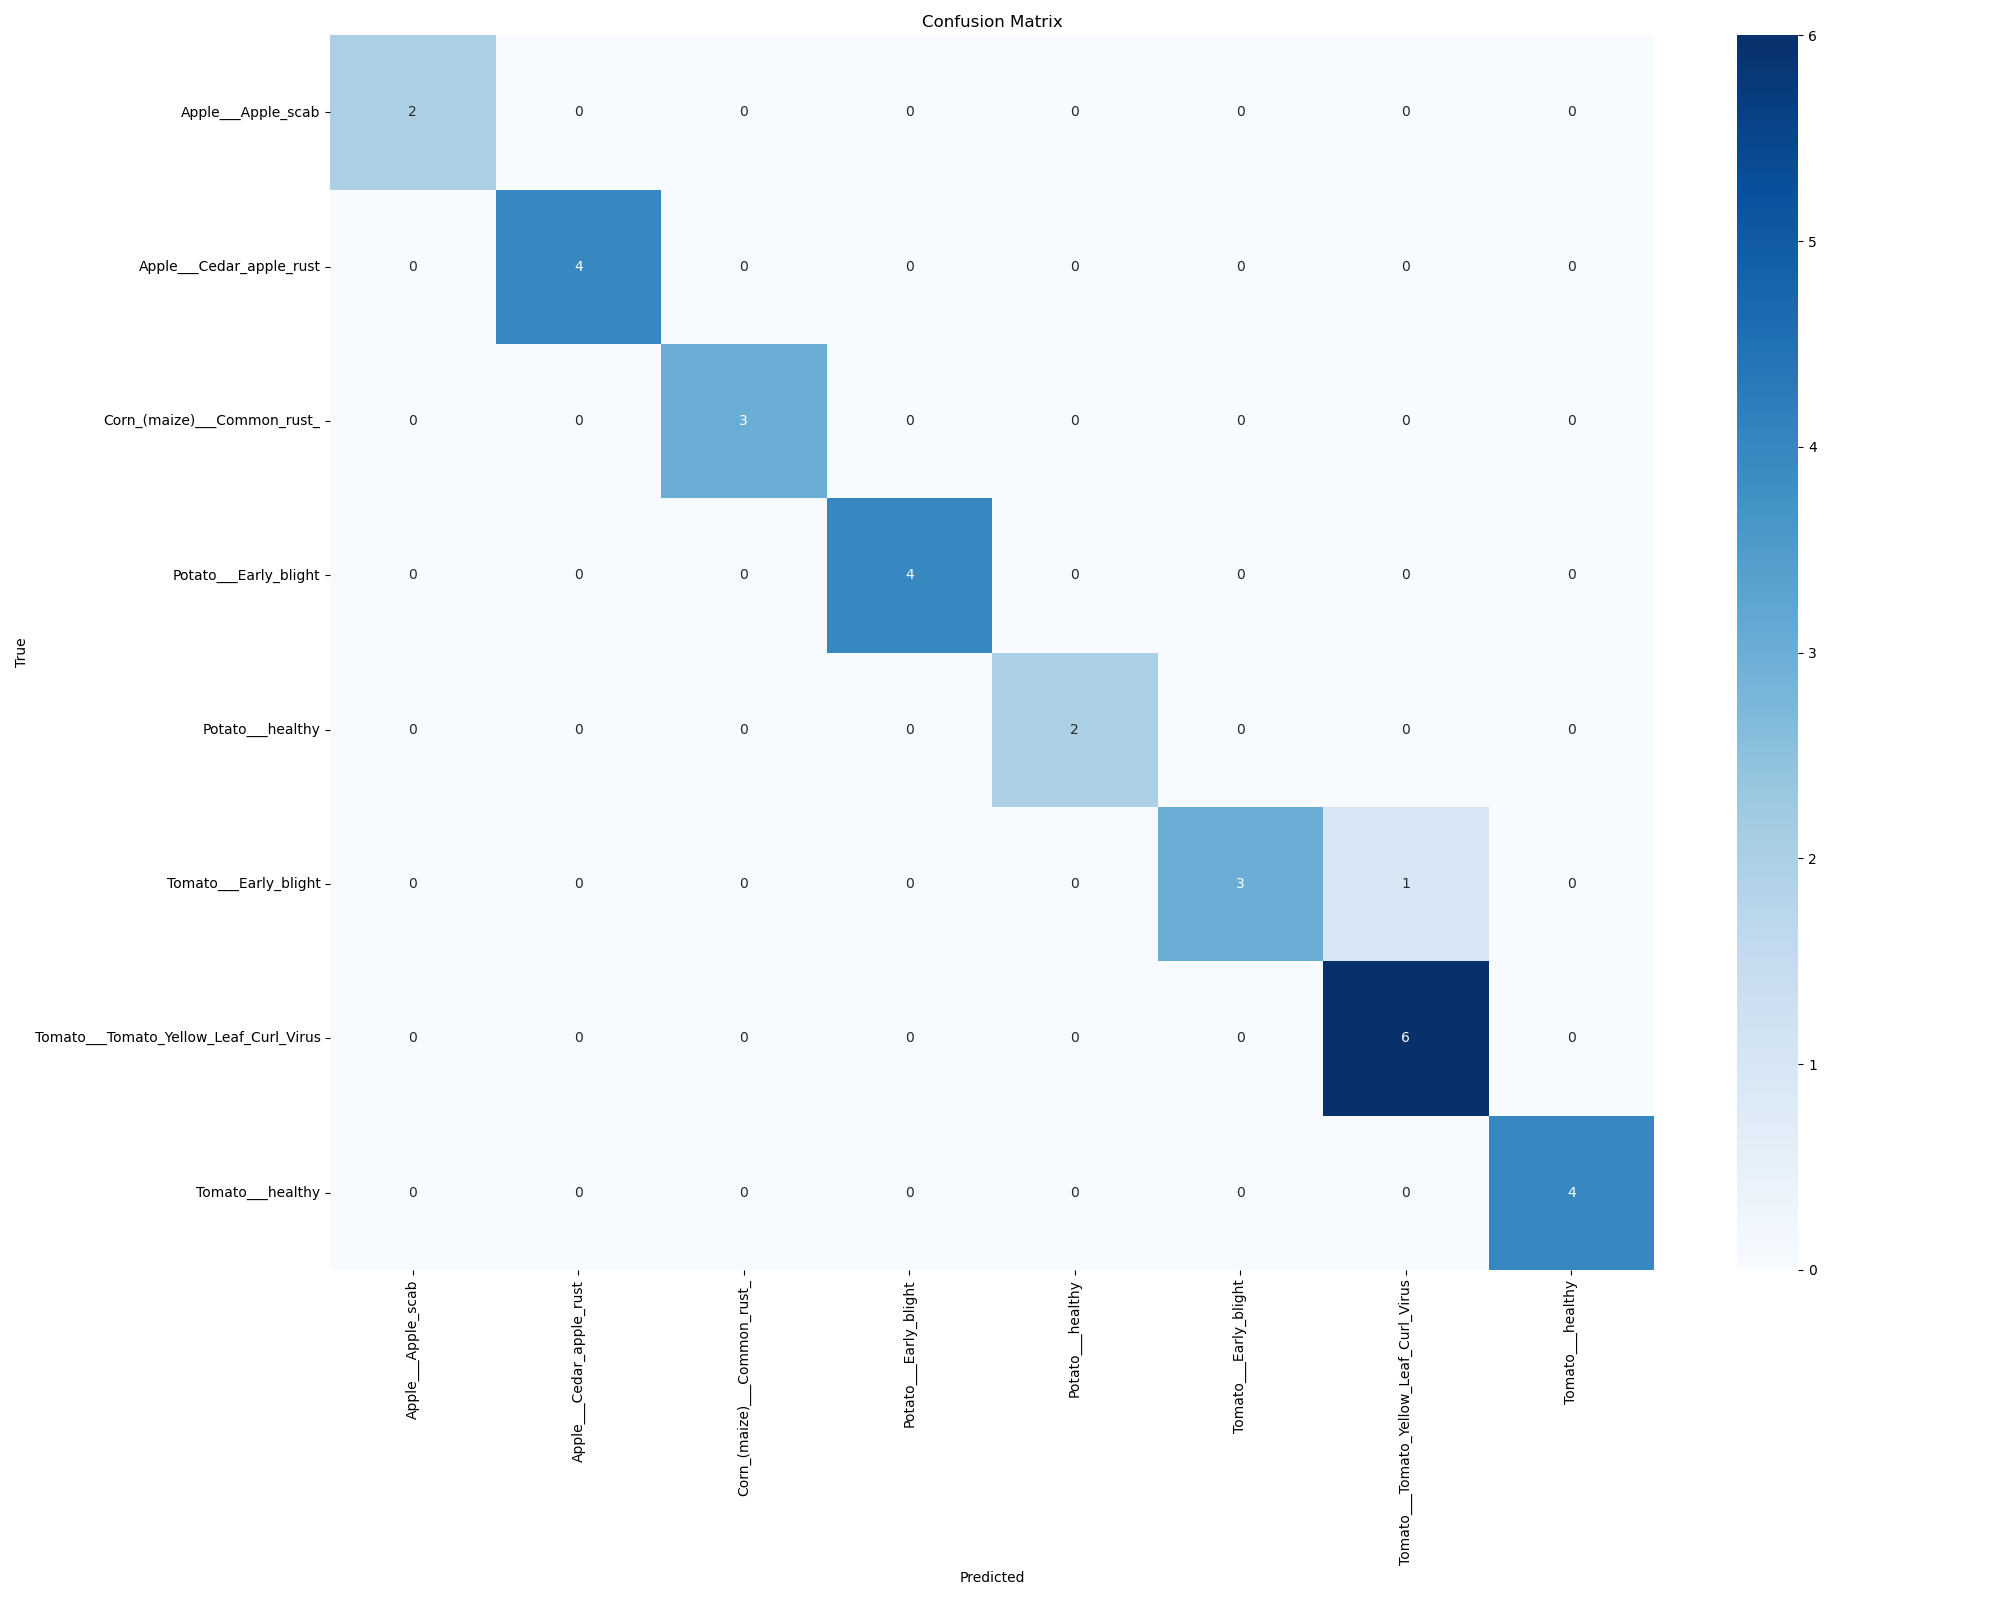 Confusion Matrix
Apple___Apple_scab 2 0 0 0 0 0 0 0
Apple___Cedar_apple_rust 0 4 0 0 0 0 0 0
Corn_(maize)___Common_rust_ 0 0 3 0 0 0 0 0
Potato___Early_blight 0 0 0 4 0 0 0 0
Potato___healthy 0 0 0 0 2 0 0 0
Tomato___Early_blight 0 0 0 0 0 3 1 0
Tomato___Tomato_Yellow_Leaf_Curl_Virus 0 0 0 0 0 0 6 0
Tomato___healthy 0 0 0 0 0 0 0 4
True
Apple___Apple_scab
Apple___Cedar_apple_rust
Corn_(maize)___Common_rust_
Potato___Early_blight
Potato___healthy
Tomato___Early_blight
Tomato___Tomato_Yellow_Leaf_Curl_Virus
Tomato___healthy
Predicted
6
5
4
3
2
1
0